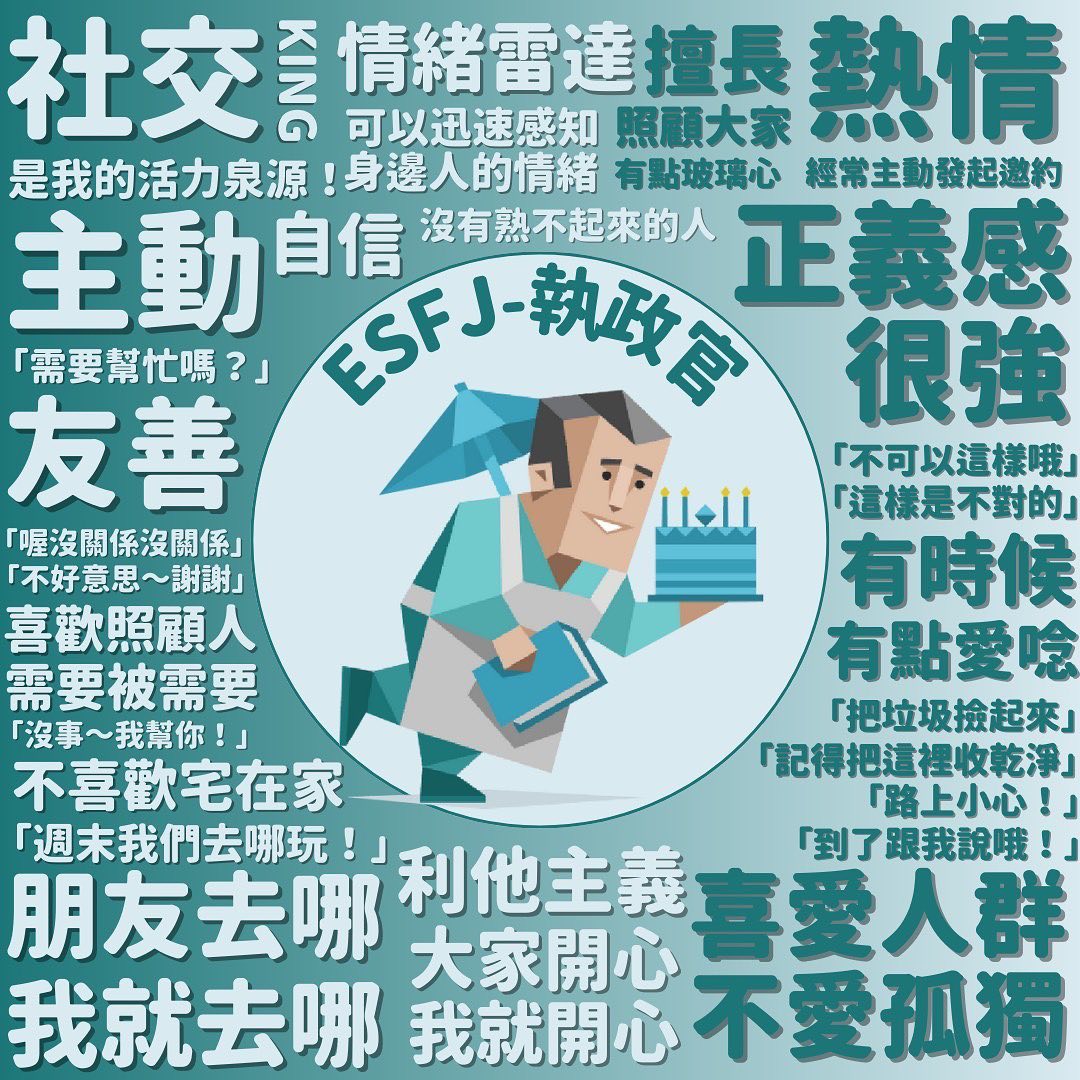 社交
KING
是我的活力泉源！
情緒雷達
可以迅速感知
身邊人的情緒
擅長
照顧大家
有點玻璃心
熱情
經常主動發起邀約
主動
自信
沒有熟不起來的人
「需要幫忙嗎？」
正義感
很強
「不可以這樣哦」
「這樣是不對的」
ESFJ-執政官
友善
「喔沒關係沒關係」
「不好意思～謝謝」
喜歡照顧人
需要被需要
「沒事～我幫你！」
有時候
有點愛唸
「把垃圾撿起來」
「記得把這裡收乾淨」
「路上小心！」
「到了跟我說哦！」
不喜歡宅在家
「週末我們去哪玩！」
朋友去哪
我就去哪
利他主義
大家開心
我就開心
喜愛人群
不愛孤獨